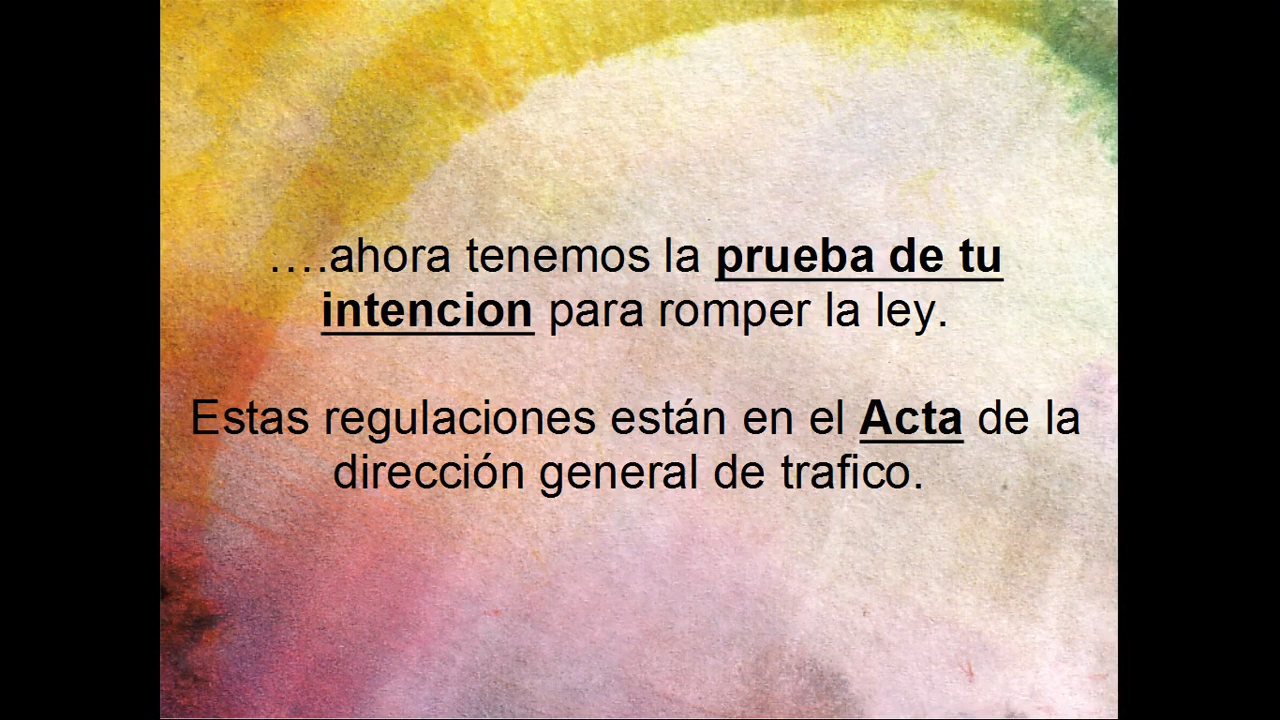 ….ahora tenemos la prueba de tu
intencion para romper la ley.
Estas regulaciones están en el Acta de la
dirección general de trafico.